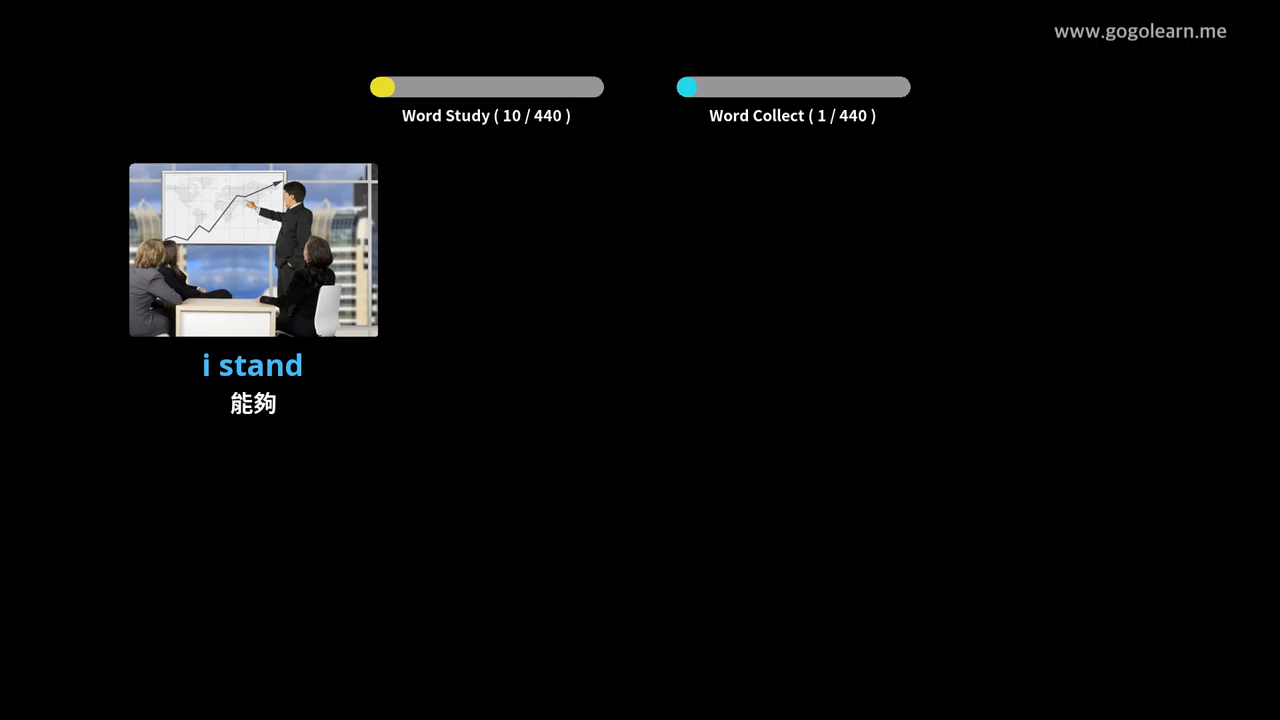 www.gogolearn.me
Word Study ( 10 / 440 )
Word Collect ( 1 / 440 )
i stand
能夠